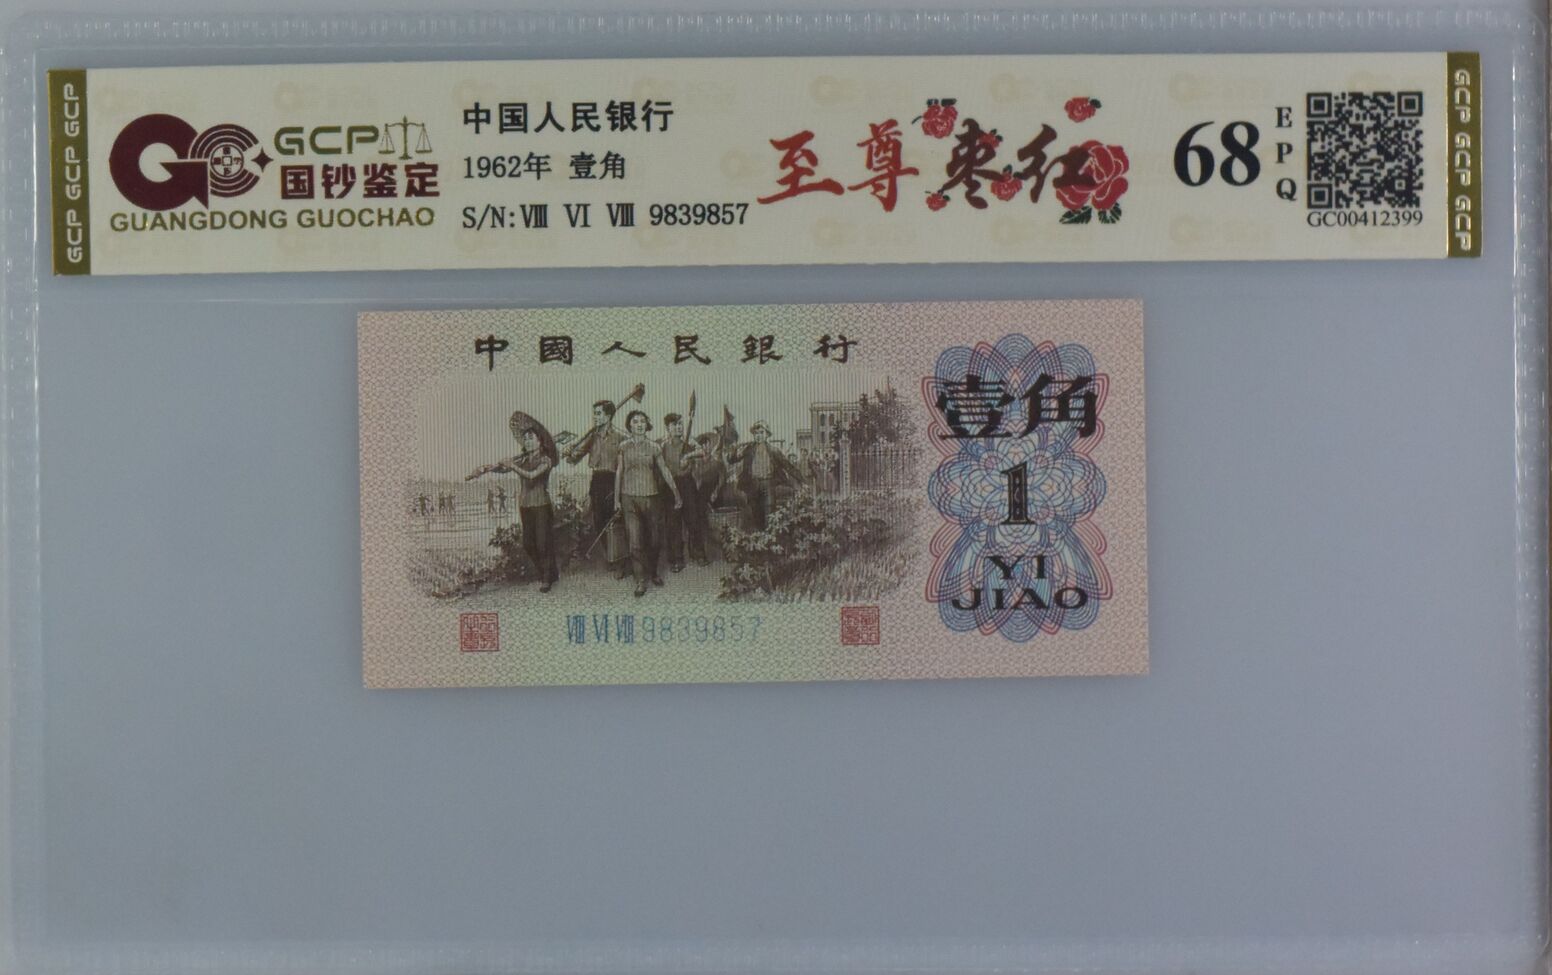 GCP GCP GCP
GCP
国钞鉴定
GUANGDONG GUOCHAO
中国人民银行
1962年 壹角
S/N:Ⅷ Ⅵ Ⅷ 9839857
至尊枣红
68
EPQ
GC00412399
GCP GCP GCP
中國人民銀行
壹角
1
YI
JIAO
Ⅷ Ⅵ Ⅷ 9839857